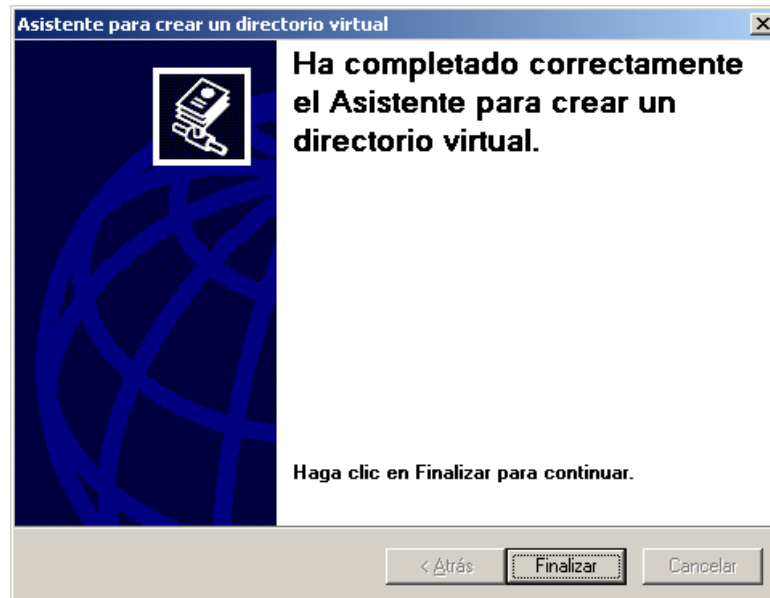 Asistente para crear un directorio virtual
Ha completado correctamente
el Asistente para crear un
directorio virtual.
Haga clic en Finalizar para continuar.
< Atrás Finalizar Cancelar